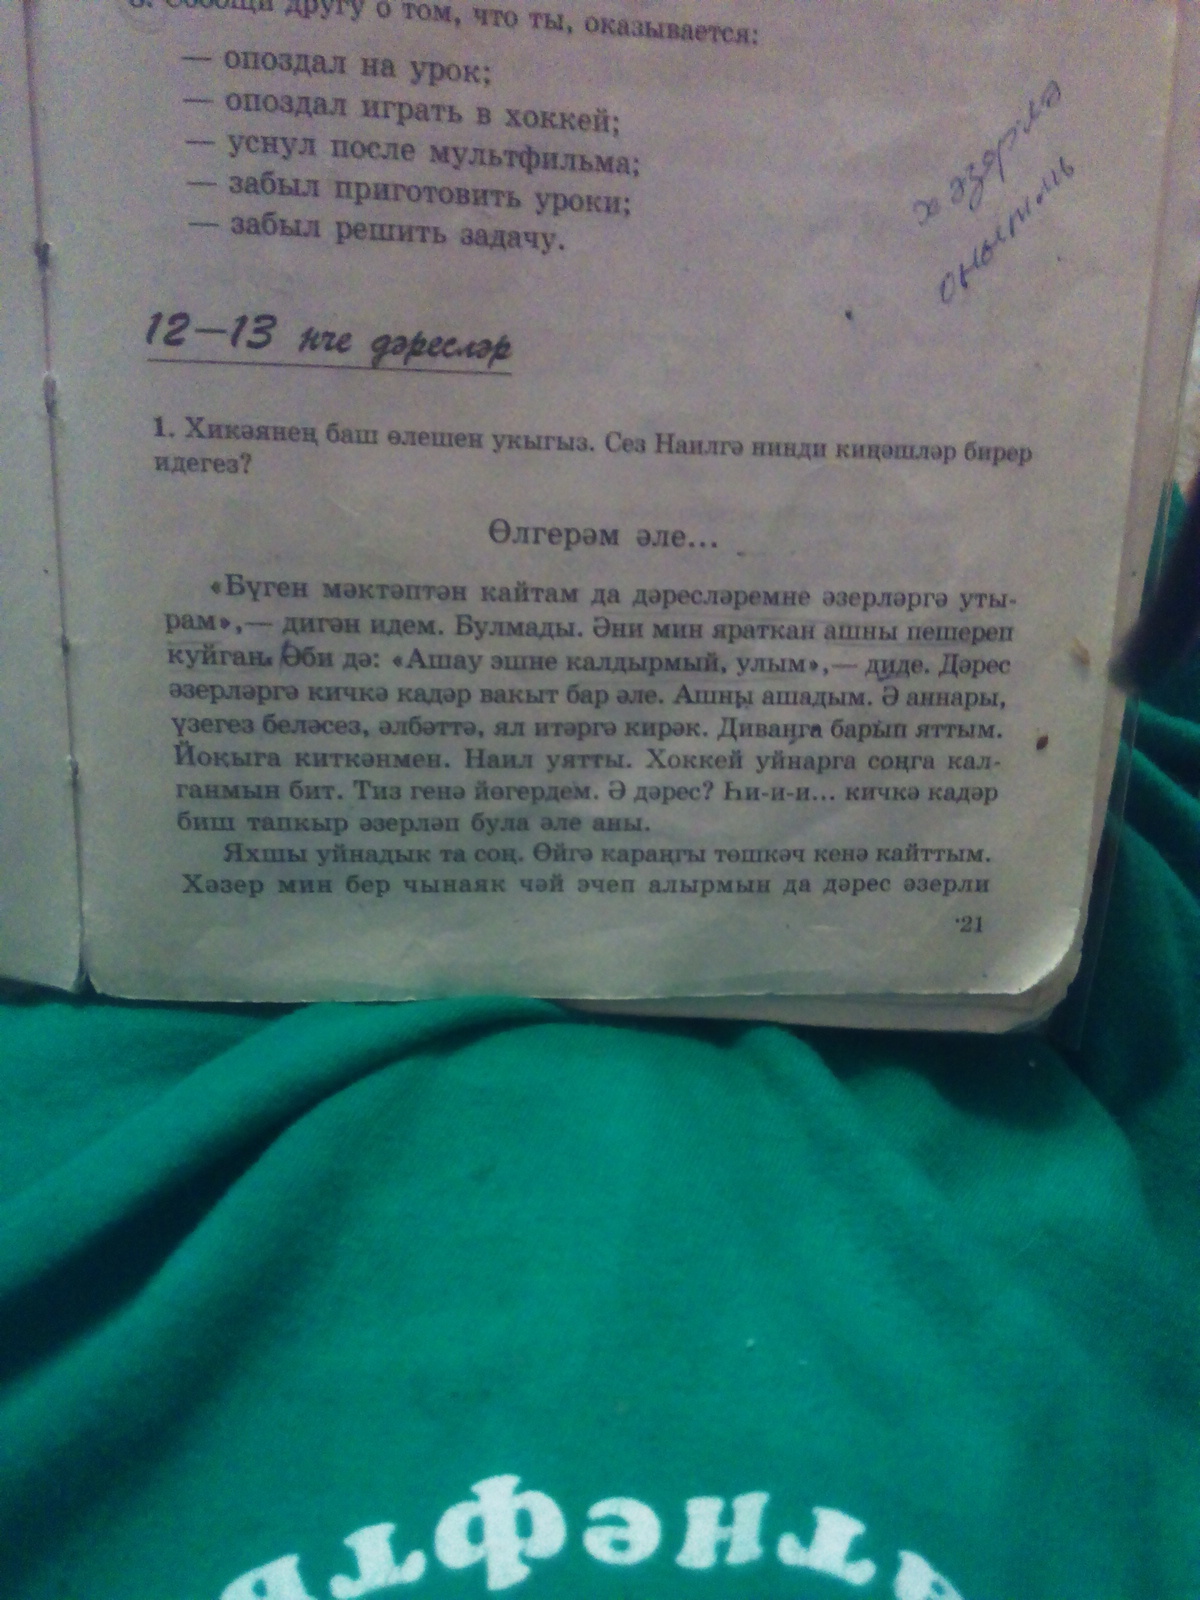 Сообщи другу о том, что ты, оказывается:
— опоздал на урок;
— опоздал играть в хоккей;
— уснул после мультфильма;
— забыл приготовить уроки;
— забыл решить задачу.
12—13 нче дәресләр
1. Хикәянең баш өлешен укыгыз. Сез Наилгә нинди киңәшләр бирер
идегез?
Өлгерәм әле...
«Бүген мәктәптән кайтам да дәресләремне әзерләргә уты-
рам»,— дигән идем. Булмады. Әни мин яраткан ашны пешереп
куйган. Әби дә: «Ашау эшне калдырмый, улым»,— диде. Дәрес
әзерләргә кичкә кадәр вакыт бар әле. Ашны ашадым. Ә аннары,
үзегез беләсез, әлбәттә, ял итәргә кирәк. Диванга барып яттым.
Йокыга киткәнмен. Наил уятты. Хоккей уйнарга соңга кал-
ганмын бит. Тиз генә йөгердем. Ә дәрес? Һи-и-и... кичкә кадәр
биш тапкыр әзерләп була әле аны.
Яхшы уйнадык та соң. Өйгә караңгы төшкәч кенә кайттым.
Хәзер мин бер чынаяк чәй эчеп алырмын да дәрес әзерли
21
атнефть